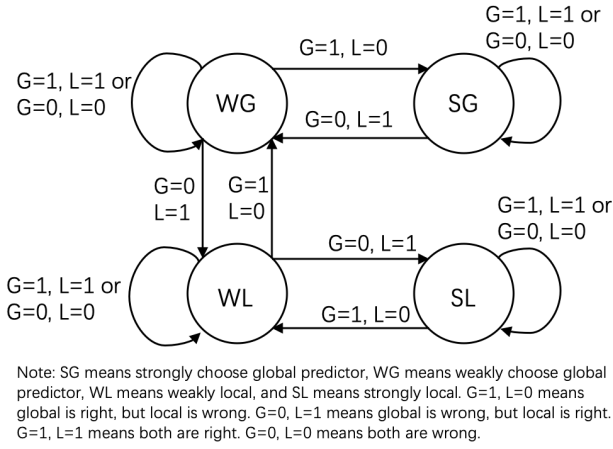 G=1, L=1 or
G=0, L=0
G=1, L=0
G=1, L=1 or
G=0, L=0
WG
SG
G=0, L=1
G=0
L=1
G=1
L=0
G=1, L=1 or
G=0, L=0
G=0, L=1
G=1, L=1 or
G=0, L=0
WL
SL
G=1, L=0
Note: SG means strongly choose global predictor, WG means weakly choose global
predictor, WL means weakly local, and SL means strongly local. G=1, L=0 means
global is right, but local is wrong. G=0, L=1 means global is wrong, but local is right.
G=1, L=1 means both are right. G=0, L=0 means both are wrong.